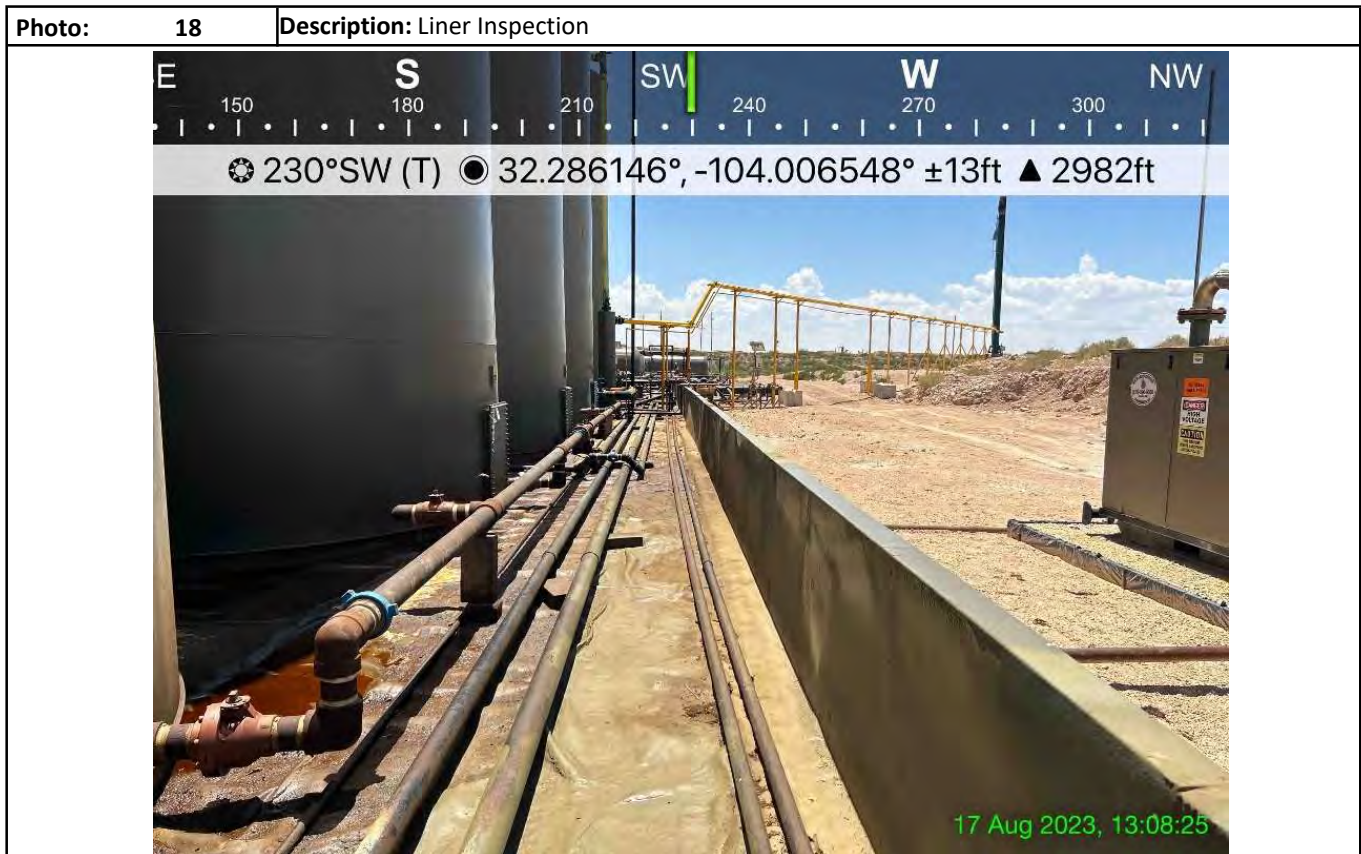 Photo: 18 Description: Liner Inspection
E S SW W NW
150 180 210 240 270 300
230°SW (T) 32.286146°, -104.006548° ±13ft ▲ 2982ft
DANGER
HIGH
VOLTAGE
CAUTION
17 Aug 2023, 13:08:25